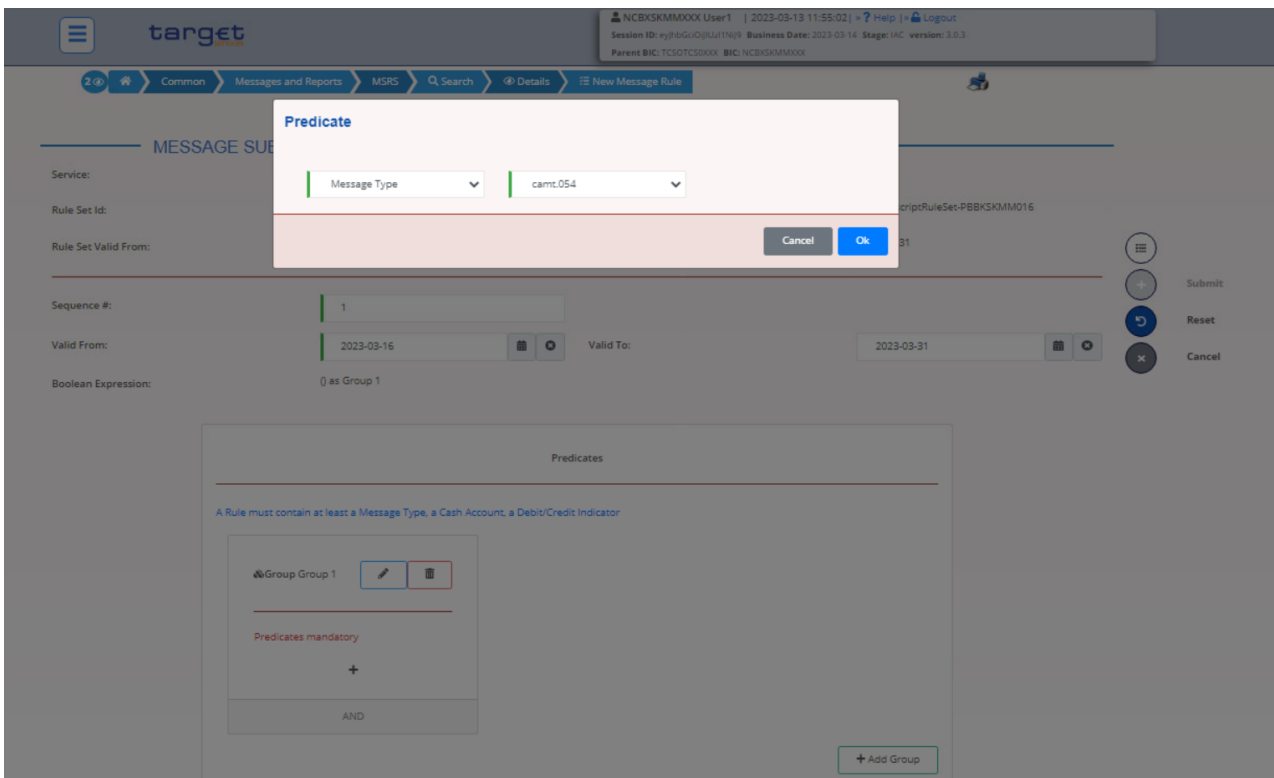 target
NCBXSKMMXXX User1 | 2023-03-13 11:55:02| » ? Help |» Logout
Business Date: 2023-03-14 Stage: IAC version: 3.0.3
Parent BIC: TCSOTCS0XXX BIC: NCBXSKMMXXX
2 Common Messages and Reports MSRS Search Details New Message Rule
Predicate
MESSAGE SUB
Service:
Message Type camt.054
Rule Set Id: criptRuleSet-PBBKSKMM016
Rule Set Valid From: 31
Cancel Ok
Submit
Sequence #: 1
Reset
Valid From: 2023-03-16 Valid To: 2023-03-31
Cancel
Boolean Expression: () as Group 1
Predicates
A Rule must contain at least a Message Type, a Cash Account, a Debit/Credit Indicator
Group Group 1
Predicates mandatory
+
AND
+ Add Group